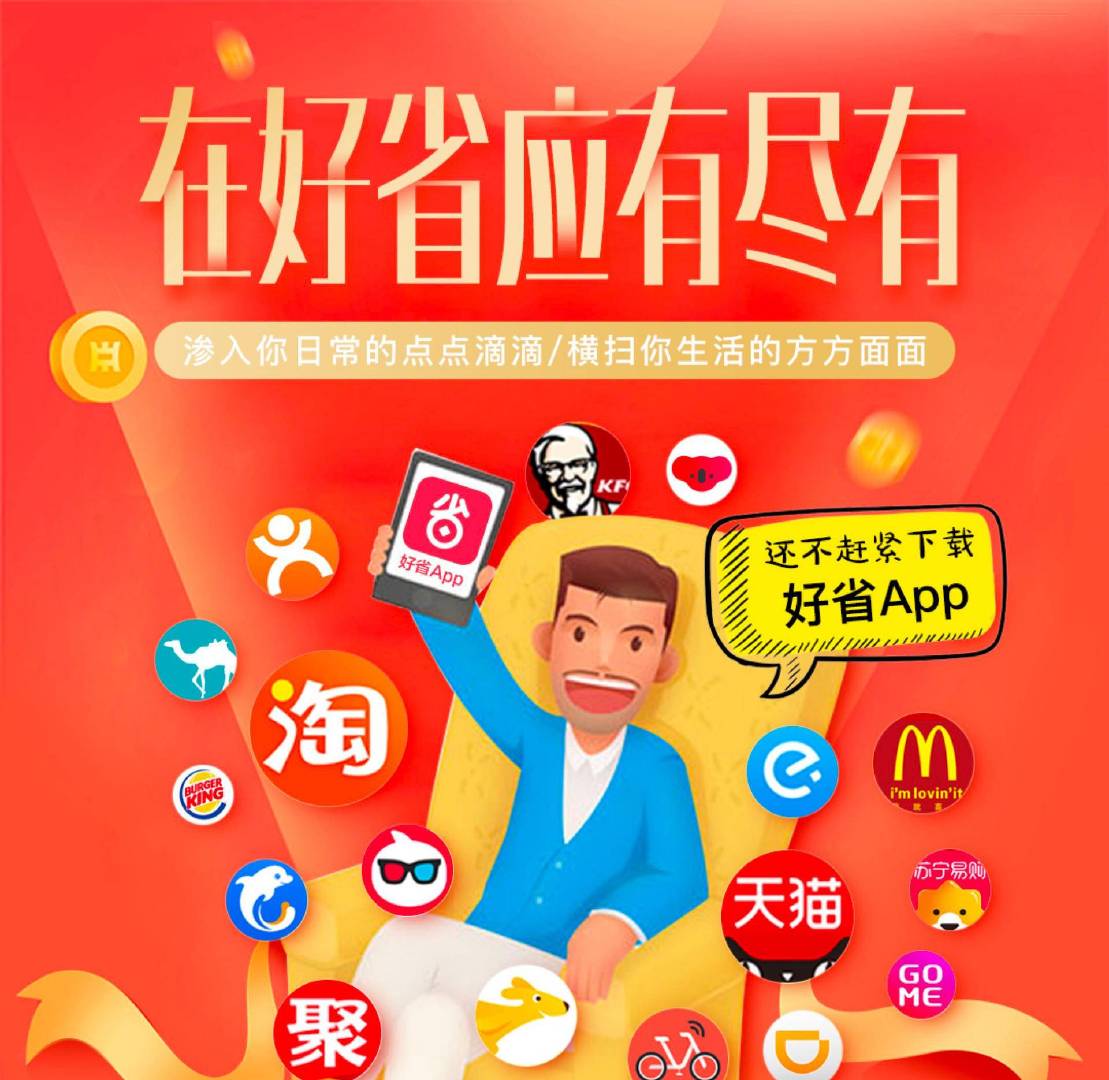 在好省应有尽有
渗入你日常的点点滴滴/横扫你生活的方方面面
省
好省App
KFC
还不赶紧下载
好省App
淘
BURGER
KING
i'm lovin'it
天猫
苏宁易购
GO
ME
聚